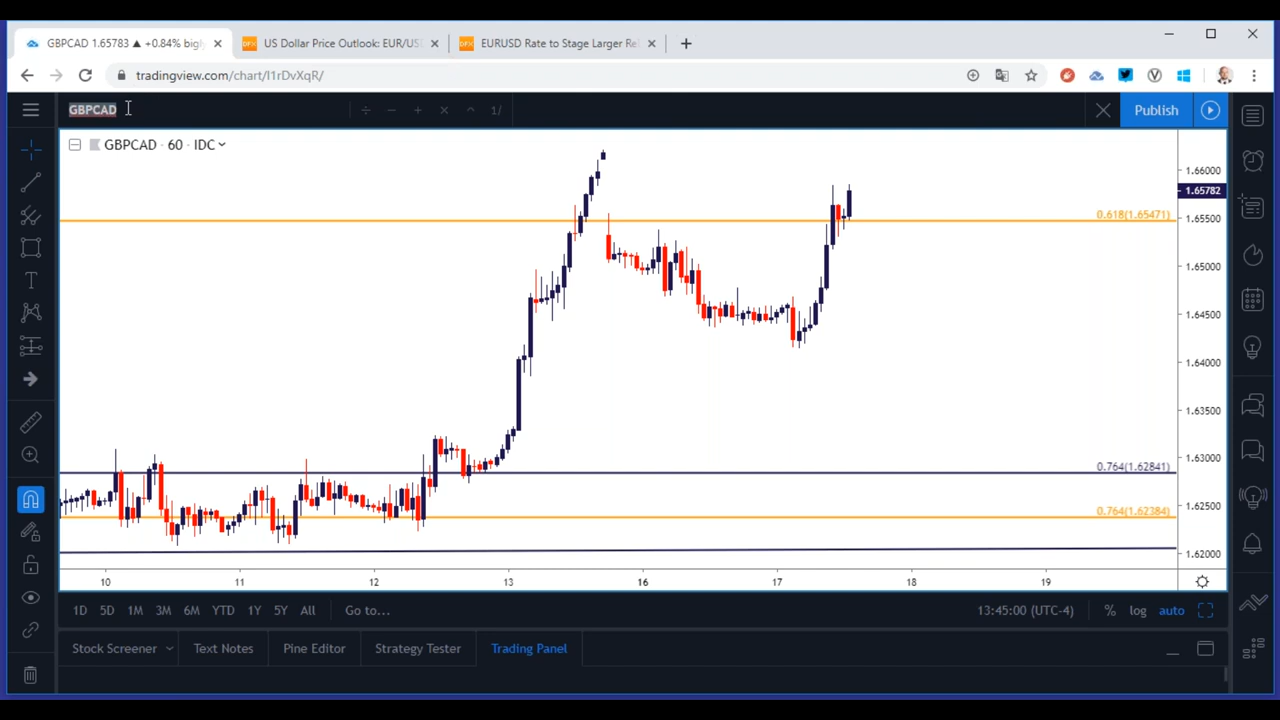 GBPCAD 1.65783 ▲ +0.84%
US Dollar Price Outlook: EUR/US
EURUSD Rate to Stage Larger Re
tradingview.com/chart/l1rDvXqR/
GBPCAD
÷ − + × ^ 1/
Publish
GBPCAD · 60 · IDC
1.66000
1.65782
0.618(1.65471)
1.65500
1.65000
1.64500
1.64000
1.63500
1.63000
0.764(1.62841)
1.62500
0.764(1.62384)
1.62000
10 11 12 13 16 17 18 19
1D 5D 1M 3M 6M YTD 1Y 5Y All Go to... 13:45:00 (UTC-4) % log auto
Stock Screener Text Notes Pine Editor Strategy Tester Trading Panel